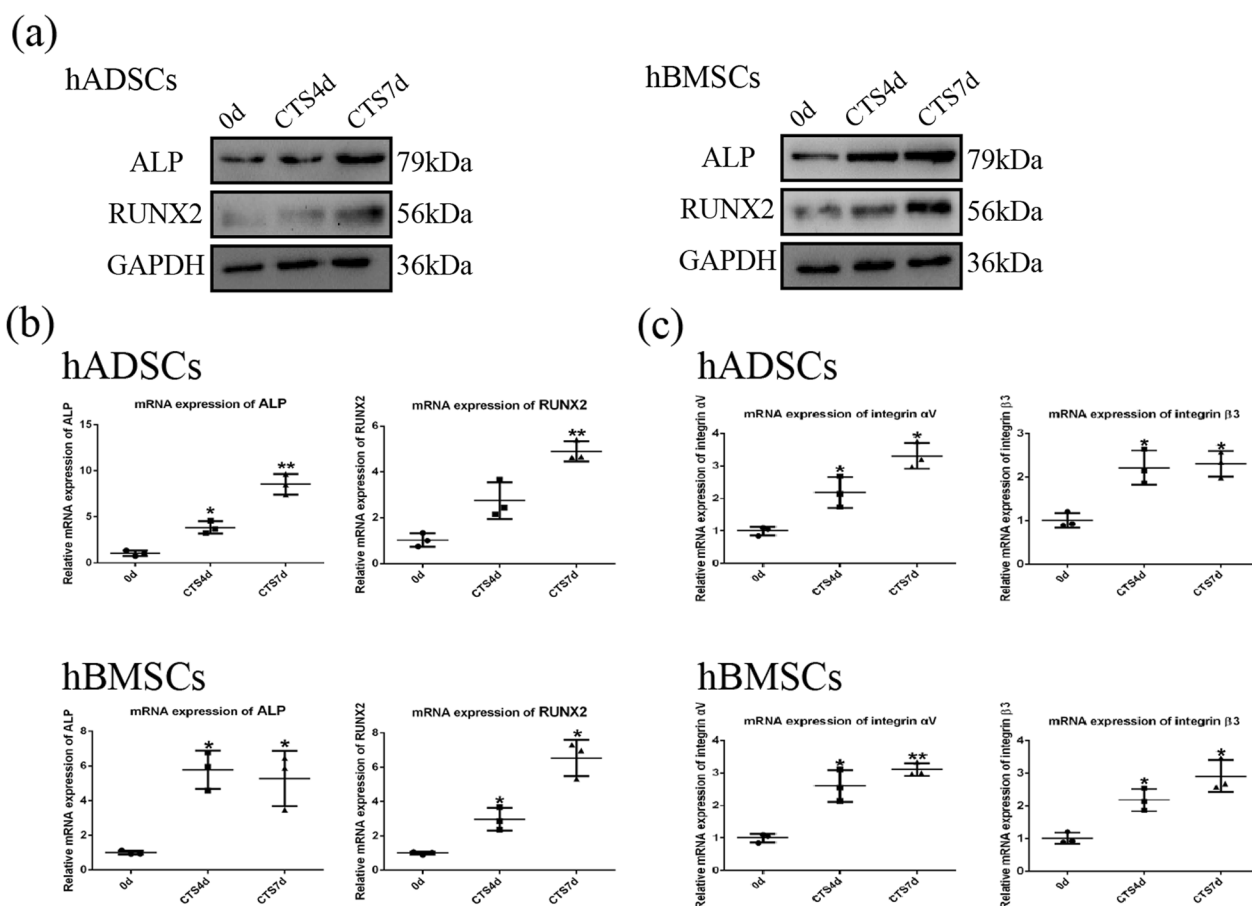 (a)
hADSCs
0d CTS4d CTS7d
ALP 79kDa
RUNX2 56kDa
GAPDH 36kDa
hBMSCs
0d CTS4d CTS7d
ALP 79kDa
RUNX2 56kDa
GAPDH 36kDa
(b)
hADSCs
mRNA expression of ALP
Relative mRNA expression of ALP
15
10
5
0
*
**
0d CTS4d CTS7d
mRNA expression of RUNX2
Relative mRNA expression of RUNX2
6
4
2
0
**
0d CTS4d CTS7d
hBMSCs
mRNA expression of ALP
Relative mRNA expression of ALP
8
6
4
2
0
*
*
0d CTS4d CTS7d
mRNA expression of RUNX2
Relative mRNA expression of RUNX2
8
6
4
2
0
*
*
0d CTS4d CTS7d
(c)
hADSCs
mRNA expression of integrin αV
Relative mRNA expression of integrin αV
4
3
2
1
0
*
*
0d CTS4d CTS7d
mRNA expression of integrin β3
Relative mRNA expression of integrin β3
3
2
1
0
*
*
0d CTS4d CTS7d
hBMSCs
mRNA expression of integrin αV
Relative mRNA expression of integrin αV
4
3
2
1
0
*
**
0d CTS4d CTS7d
mRNA expression of integrin β3
Relative mRNA expression of integrin β3
4
3
2
1
0
*
*
0d CTS4d CTS7d